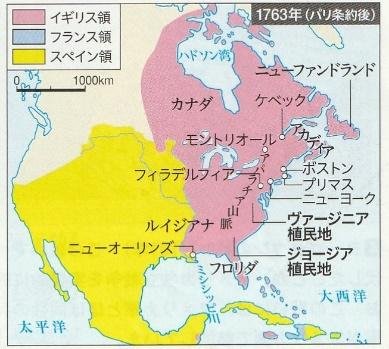 1763年(パリ条約後)
イギリス領
フランス領
スペイン領
0 1000km
ハドソン湾
ニューファンドランド
カナダ
ケベック
アカディア
モントリオール
アパラチア山脈
ボストン
フィラデルフィア
プリマス
ニューヨーク
ヴァージニア
植民地
ルイジアナ
ジョージア
植民地
ニューオーリンズ
フロリダ
ミシシッピ川
太平洋
大西洋